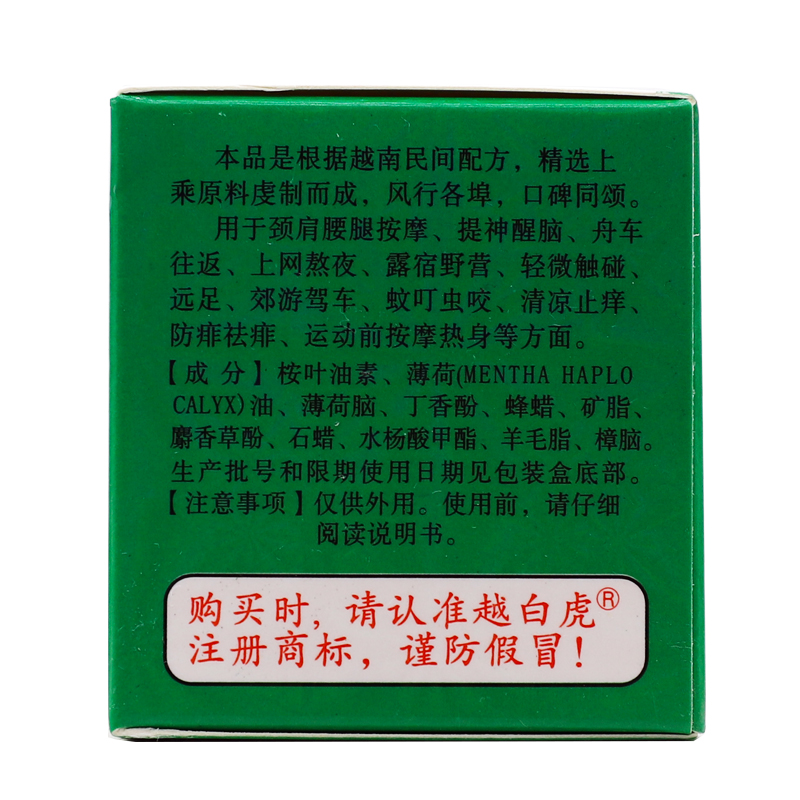 本品是根据越南民间配方，精选上
乘原料虔制而成，风行各埠，口碑同颂。
用于颈肩腰腿按摩、提神醒脑、舟车
往返、上网熬夜、露宿野营、轻微触碰、
远足、郊游驾车、蚊叮虫咬、清凉止痒、
防痱祛痱、运动前按摩热身等方面。
【成分】桉叶油素、薄荷(MENTHA HAPLO
CALYX)油、薄荷脑、丁香酚、蜂蜡、矿脂、
麝香草酚、石蜡、水杨酸甲酯、羊毛脂、樟脑。
生产批号和限期使用日期见包装盒底部。
【注意事项】仅供外用。使用前，请仔细
阅读说明书。
购买时，请认准越白虎®
注册商标，谨防假冒！